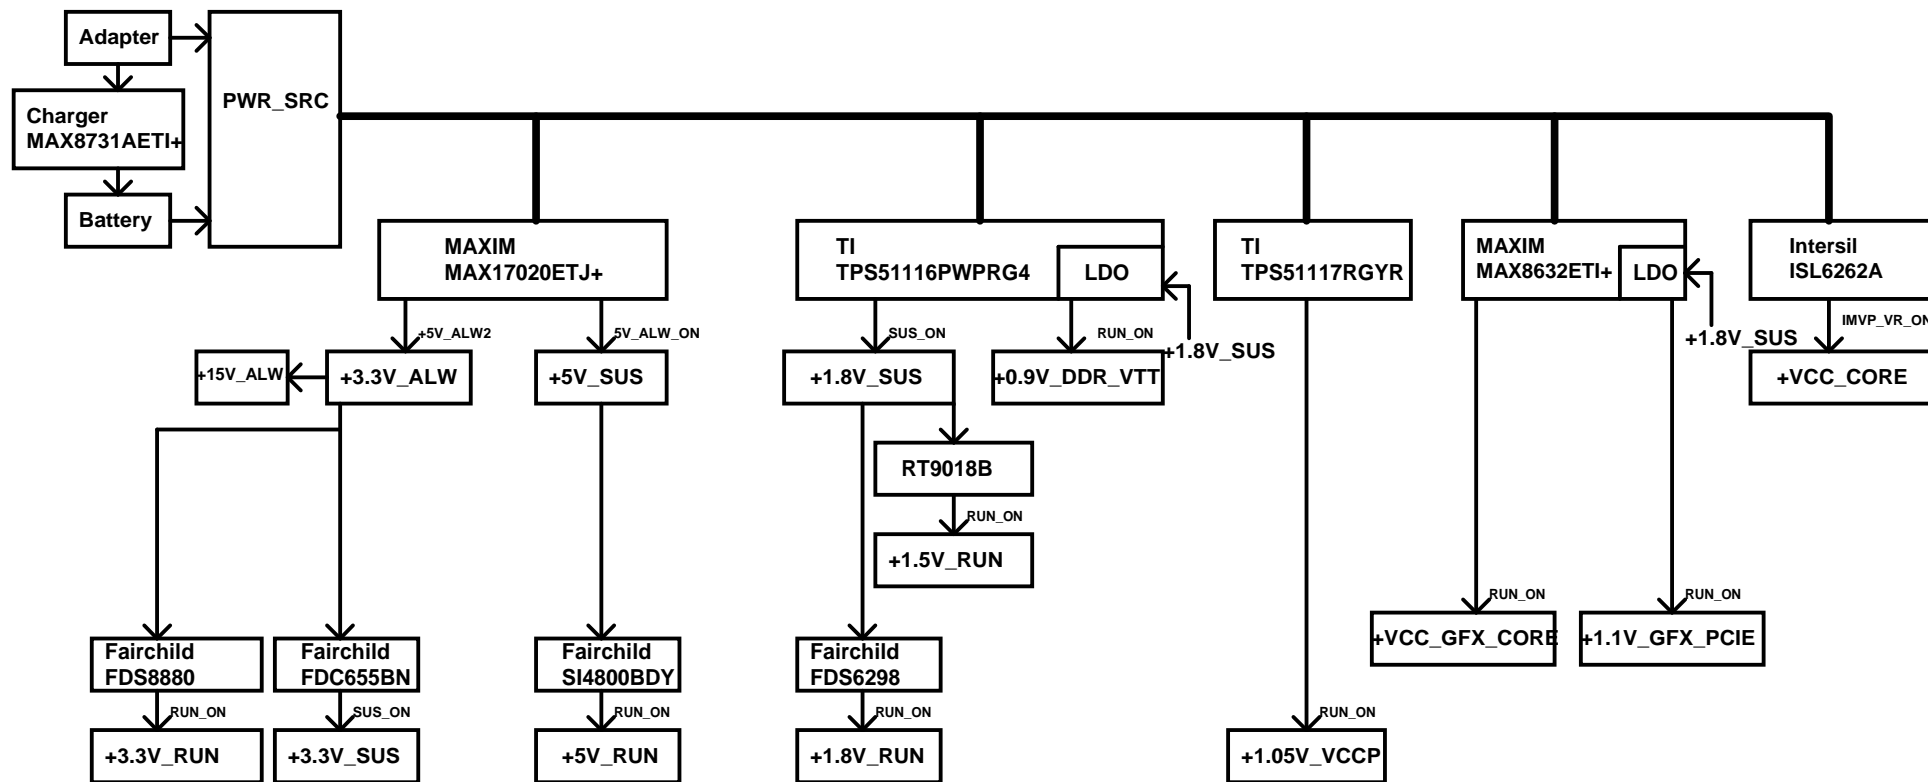 Adapter
PWR_SRC
Charger
MAX8731AETI+
Battery
MAXIM
MAX17020ETJ+
TI
TPS51116PWPRG4
LDO
TI
TPS51117RGYR
MAXIM
MAX8632ETI+
LDO
Intersil
ISL6262A
+5V_ALW2
5V_ALW_ON
SUS_ON
RUN_ON
+1.8V_SUS
+1.8V_SUS
IMVP_VR_ON
+15V_ALW
+3.3V_ALW
+5V_SUS
+1.8V_SUS
+0.9V_DDR_VTT
+VCC_CORE
RT9018B
RUN_ON
+1.5V_RUN
RUN_ON
RUN_ON
+VCC_GFX_CORE
+1.1V_GFX_PCIE
Fairchild
FDS8880
Fairchild
FDC655BN
Fairchild
SI4800BDY
Fairchild
FDS6298
RUN_ON
SUS_ON
RUN_ON
RUN_ON
RUN_ON
+3.3V_RUN
+3.3V_SUS
+5V_RUN
+1.8V_RUN
+1.05V_VCCP